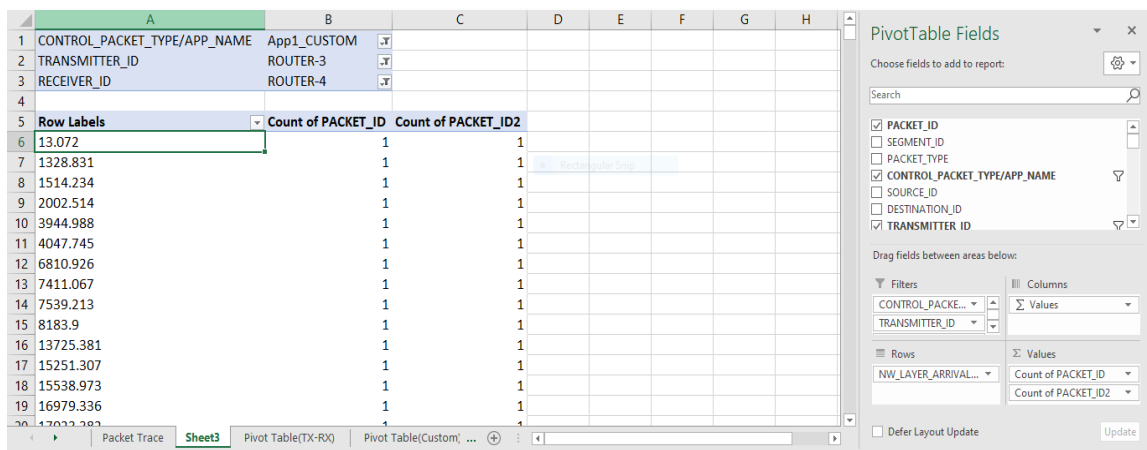 A B C D E F G H
1 CONTROL_PACKET_TYPE/APP_NAME App1_CUSTOM
2 TRANSMITTER_ID ROUTER-3
3 RECEIVER_ID ROUTER-4
4
5 Row Labels Count of PACKET_ID Count of PACKET_ID2
6 13.072 1 1
7 1328.831 1 1
8 1514.234 1 1
9 2002.514 1 1
10 3944.988 1 1
11 4047.745 1 1
12 6810.926 1 1
13 7411.067 1 1
14 7539.213 1 1
15 8183.9 1 1
16 13725.381 1 1
17 15251.307 1 1
18 15538.973 1 1
19 16979.336 1 1
20 17022.282 1 1
Rectangular Snip
Packet Trace Sheet3 Pivot Table(TX-RX) Pivot Table(Custom) ...
PivotTable Fields
Choose fields to add to report:
Search
PACKET_ID
SEGMENT_ID
PACKET_TYPE
CONTROL_PACKET_TYPE/APP_NAME
SOURCE_ID
DESTINATION_ID
TRANSMITTER_ID
Drag fields between areas below:
Filters Columns
CONTROL_PACKE... Σ Values
TRANSMITTER_ID
Rows Σ Values
NW_LAYER_ARRIVAL... Count of PACKET_ID
Count of PACKET_ID2
Defer Layout Update Update